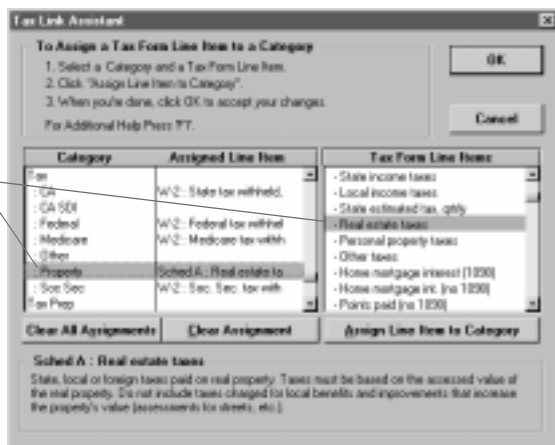 Tax Link Assistant
To Assign a Tax Form Line Item to a Category
1. Select a Category and a Tax Form Line Item.
2. Click "Assign Line Item to Category".
3. When you're done, click OK to accept your changes.
For Additional Help Press 'F1'.
OK
Cancel
Category Assigned Line Item
Tax
: CA W-2 : State tax withheld,
: CA SDI
: Federal W-2 : Federal tax withhel
: Medicare W-2 : Medicare tax withh
: Other
: Property Sched A : Real estate ta
: Soc Sec W-2 : Soc. Sec. tax with
Tax Prep
Tax Form Line Items
- State income taxes
- Local income taxes
- State estimated tax, qrtly
- Real estate taxes
- Personal property taxes
- Other taxes
- Home mortgage interest (1098)
- Home mortgage int. (no 1098)
- Points paid (no 1098)
Clear All Assignments
Clear Assignment
Assign Line Item to Category
Sched A : Real estate taxes
State, local or foreign taxes paid on real property. Taxes must be based on the assessed value of
the real property. Do not include taxes charged for local benefits and improvements that increase
the property's value (assessments for streets, etc.)